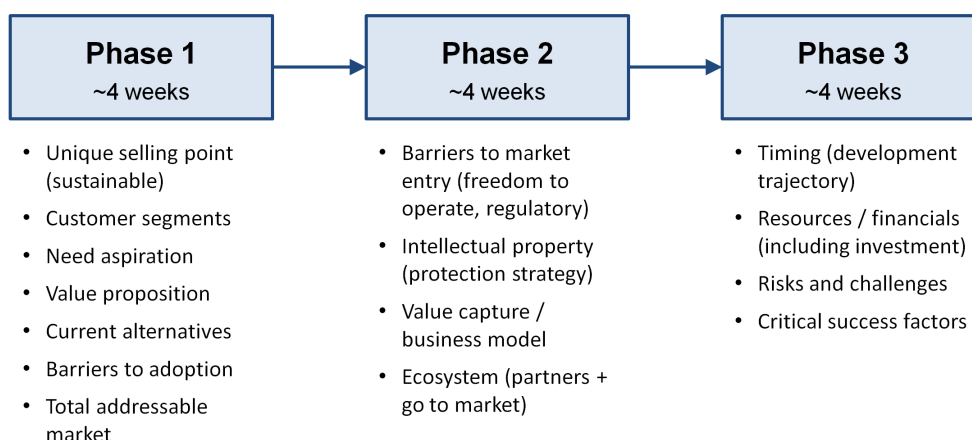 Phase 1
~4 weeks
Phase 2
~4 weeks
Phase 3
~4 weeks
• Unique selling point
(sustainable)
• Customer segments
• Need aspiration
• Value proposition
• Current alternatives
• Barriers to adoption
• Total addressable
market
• Barriers to market
entry (freedom to
operate, regulatory)
• Intellectual property
(protection strategy)
• Value capture /
business model
• Ecosystem (partners +
go to market)
• Timing (development
trajectory)
• Resources / financials
(including investment)
• Risks and challenges
• Critical success factors